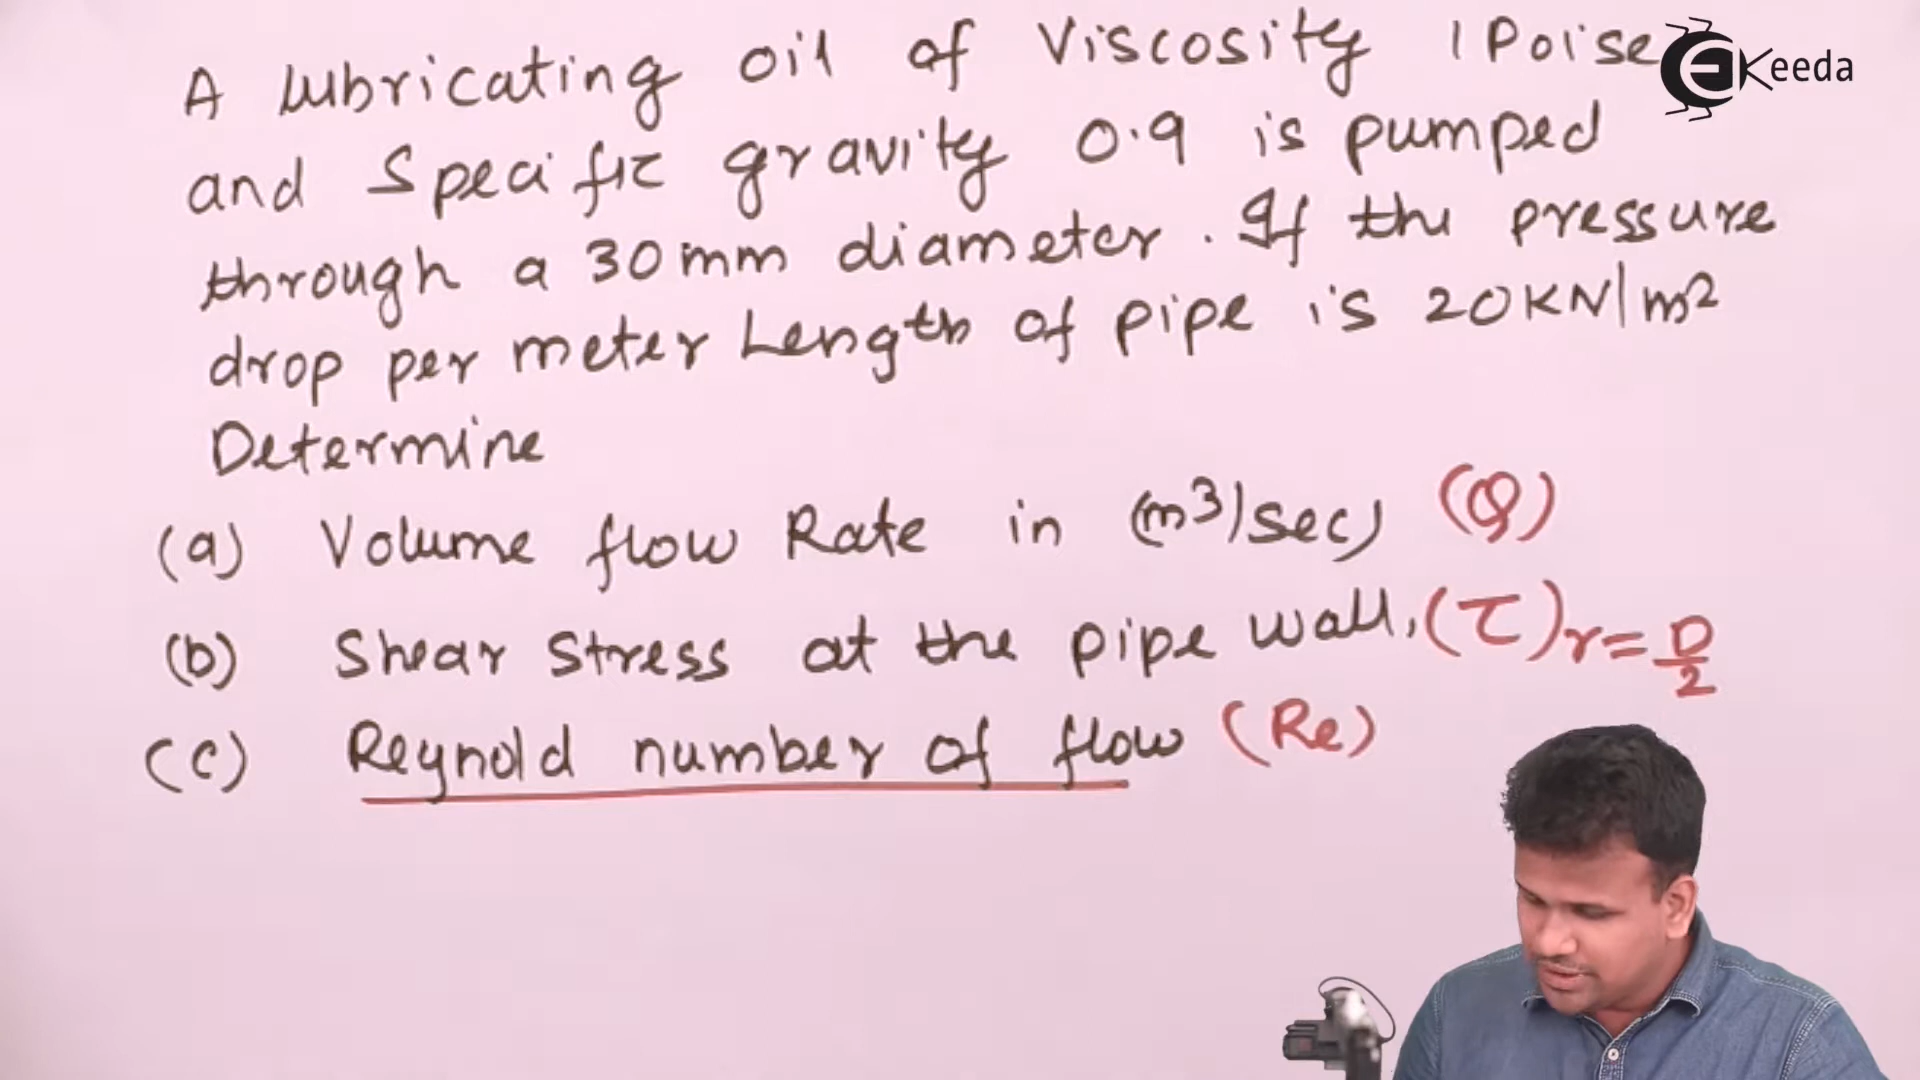 A lubricating oil of Viscosity 1 Poise
EKeeda
and Specific gravity 0.9 is pumped
through a 30mm diameter. If the pressure
drop per meter Length of pipe is 20KN/m²
Determine
(a) Volume flow Rate in (m³/sec) (Q)
(b) Shear Stress at the pipe wall, (τ)r=D/2
(c) Reynold number of flow (Re)